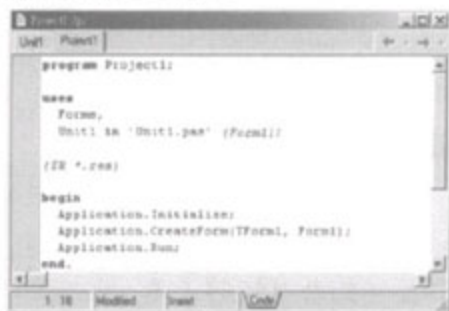 Project1.dpr
Unit1 Project1
program Project1;
uses
Forms,
Unit1 in 'Unit1.pas' {Form1};
{$R *.res}
begin
Application.Initialize;
Application.CreateForm(TForm1, Form1);
Application.Run;
end.
1: 18 Modified Insert Code